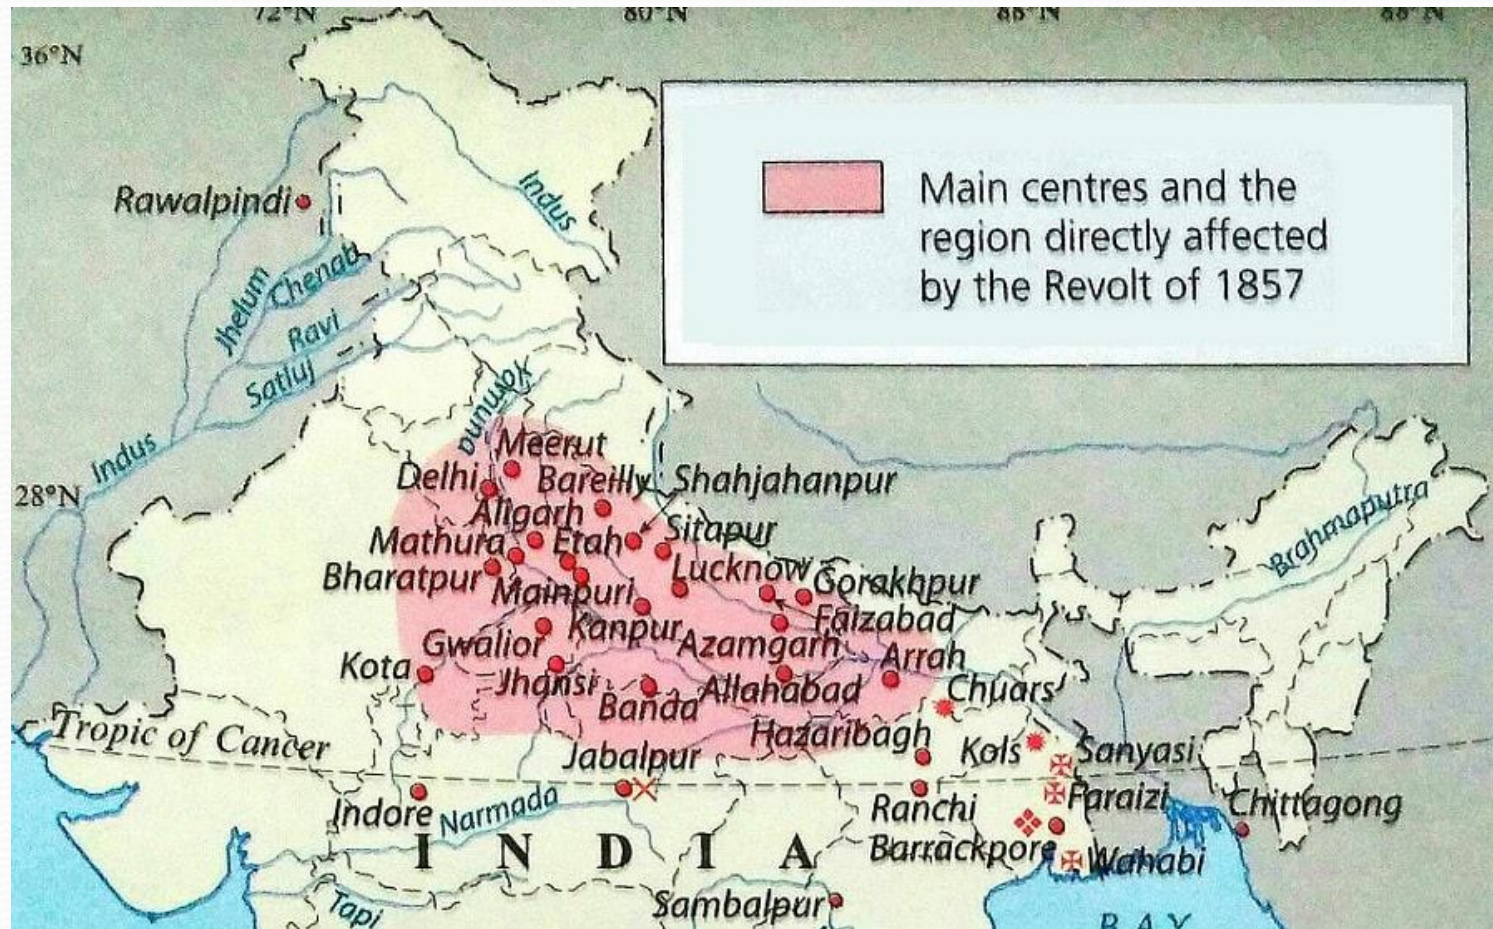 72°N 80°N 88°N 88°N
36°N
Main centres and the
region directly affected
by the Revolt of 1857
Rawalpindi
Indus
Chenab
Jhelum
Ravi
Satluj
Indus
Yamuna
28°N
Meerut
Delhi
Bareilly
Shahjahanpur
Aligarh
Sitapur
Mathura
Etah
Bharatpur
Mainpuri
Lucknow
Gorakhpur
Faizabad
Brahmaputra
Kanpur
Gwalior
Azamgarh
Arrah
Kota
Jhansi
Allahabad
Banda
Chuars
Tropic of Cancer
Hazaribagh
Jabalpur
Kols
Sanyasi
Indore
Narmada
Ranchi
Faraizi
Chittagong
INDIA
Barrackpore
Wahabi
Tapi
Sambalpur
BAY